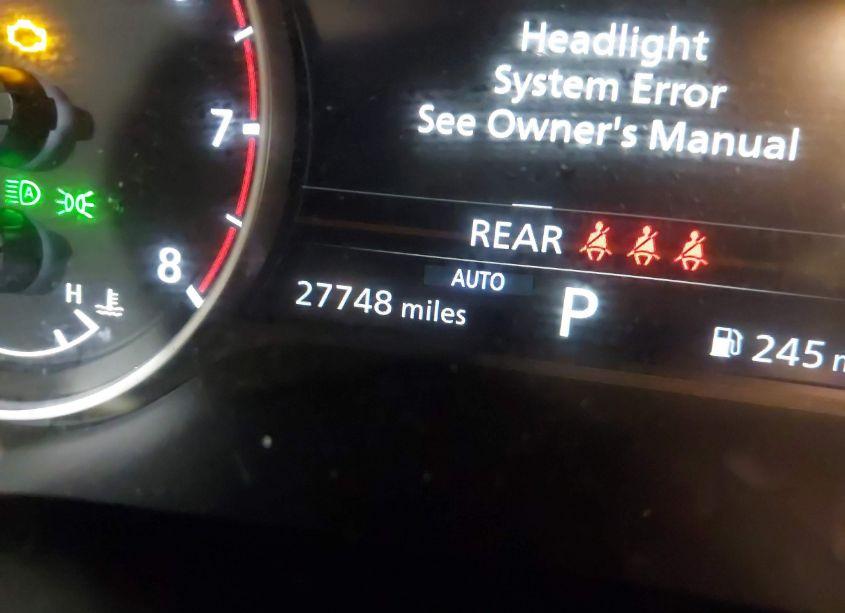 Headlight
System Error
See Owner's Manual
7
A
REAR
8
AUTO
H
27748 miles
P
245